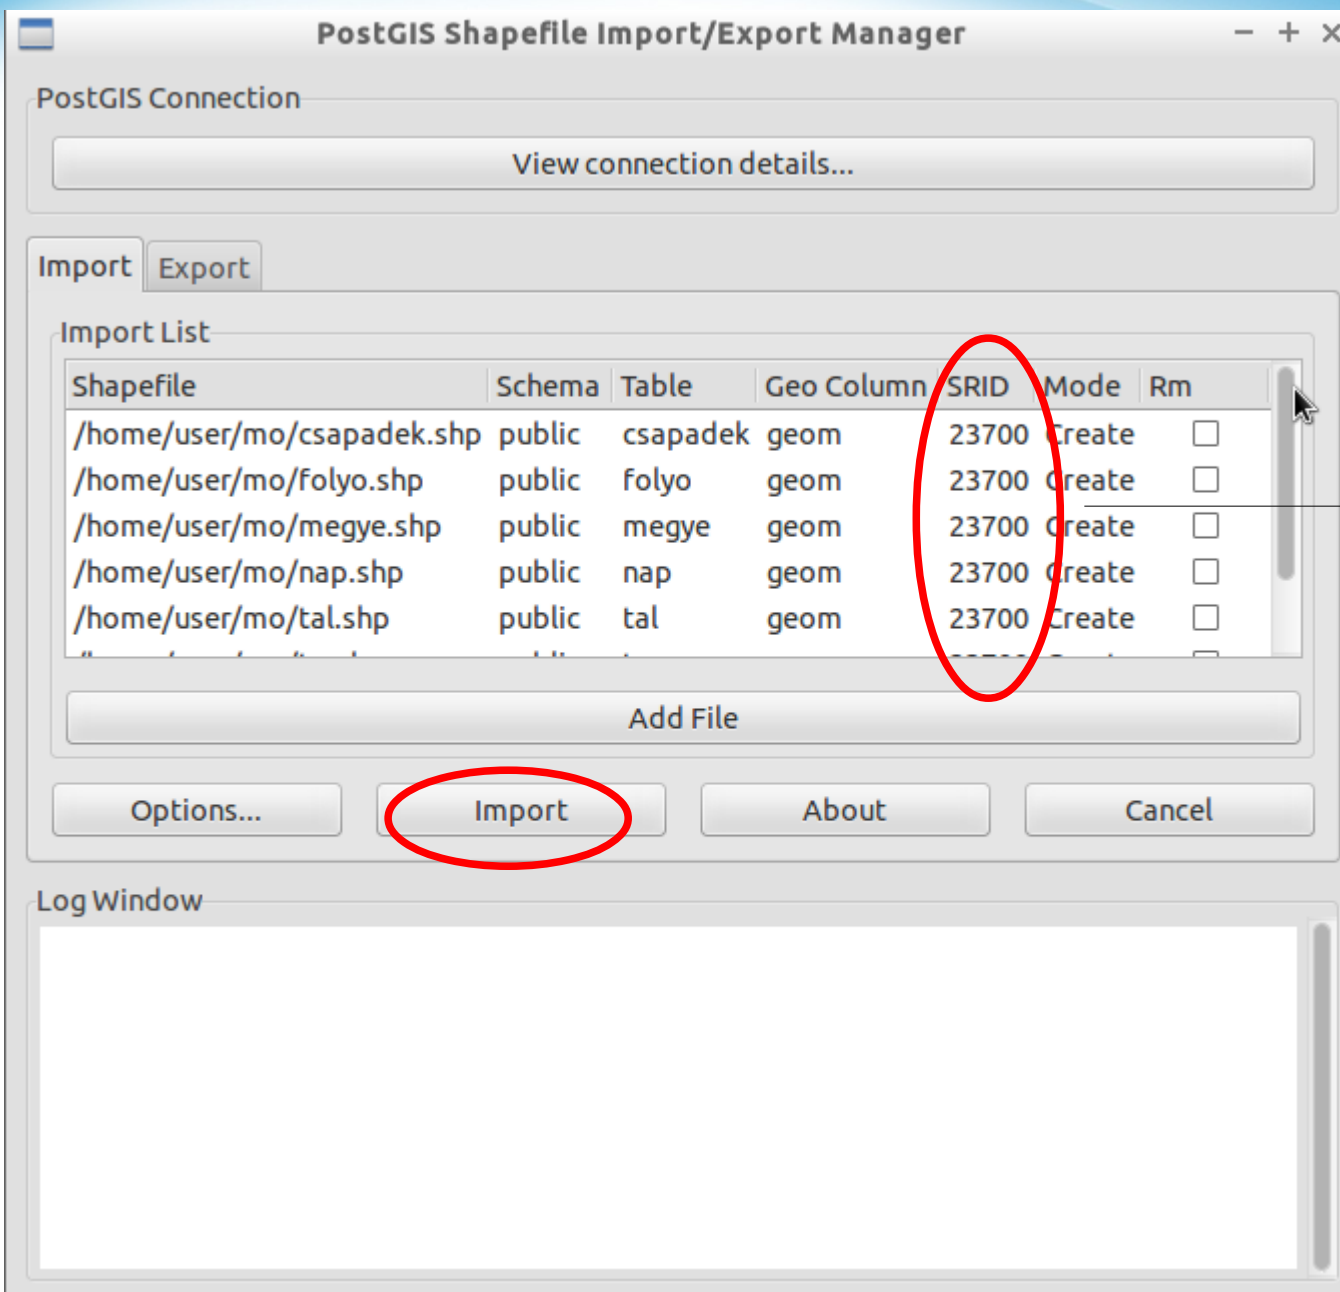 PostGIS Shapefile Import/Export Manager
PostGIS Connection
View connection details...
Import Export
Import List
Shapefile Schema Table Geo Column SRID Mode Rm
/home/user/mo/csapadek.shp public csapadek geom 23700 Create
/home/user/mo/folyo.shp public folyo geom 23700 Create
/home/user/mo/megye.shp public megye geom 23700 Create
/home/user/mo/nap.shp public nap geom 23700 Create
/home/user/mo/tal.shp public tal geom 23700 Create
Add File
Options... Import About Cancel
Log Window